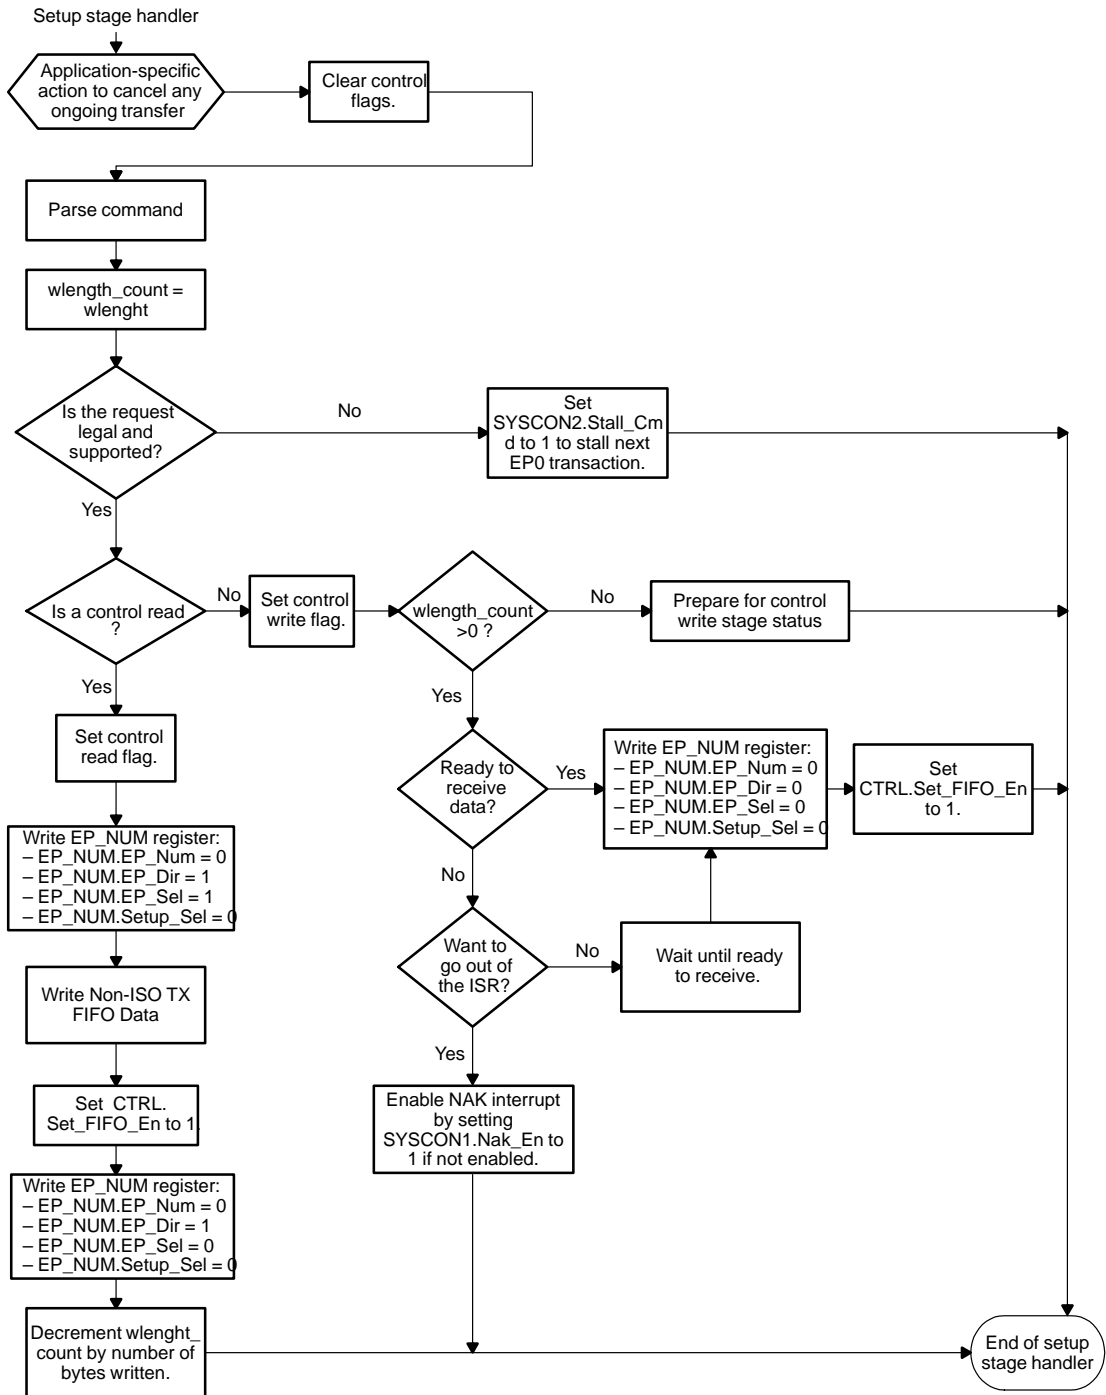 Setup stage handler
Application-specific
action to cancel any
ongoing transfer
Clear control
flags.
Parse command
wlength_count =
wlenght
Is the request
legal and
supported?
No
Set
SYSCON2.Stall_Cm
d to 1 to stall next
EP0 transaction.
Yes
Is a control read
?
No
Set control
write flag.
wlength_count
>0 ?
No
Prepare for control
write stage status
Yes
Yes
Set control
read flag.
Ready to
receive
data?
Yes
Write EP_NUM register:
– EP_NUM.EP_Num = 0
– EP_NUM.EP_Dir = 0
– EP_NUM.EP_Sel = 0
– EP_NUM.Setup_Sel = 0
Set
CTRL.Set_FIFO_En
to 1.
Write EP_NUM register:
– EP_NUM.EP_Num = 0
– EP_NUM.EP_Dir = 1
– EP_NUM.EP_Sel = 1
– EP_NUM.Setup_Sel = 0
No
Want to
go out of
the ISR?
No
Wait until ready
to receive.
Write Non-ISO TX
FIFO Data
Yes
Set CTRL.
Set_FIFO_En to 1.
Enable NAK interrupt
by setting
SYSCON1.Nak_En to
1 if not enabled.
Write EP_NUM register:
– EP_NUM.EP_Num = 0
– EP_NUM.EP_Dir = 1
– EP_NUM.EP_Sel = 0
– EP_NUM.Setup_Sel = 0
Decrement wlenght_
count by number of
bytes written.
End of setup
stage handler